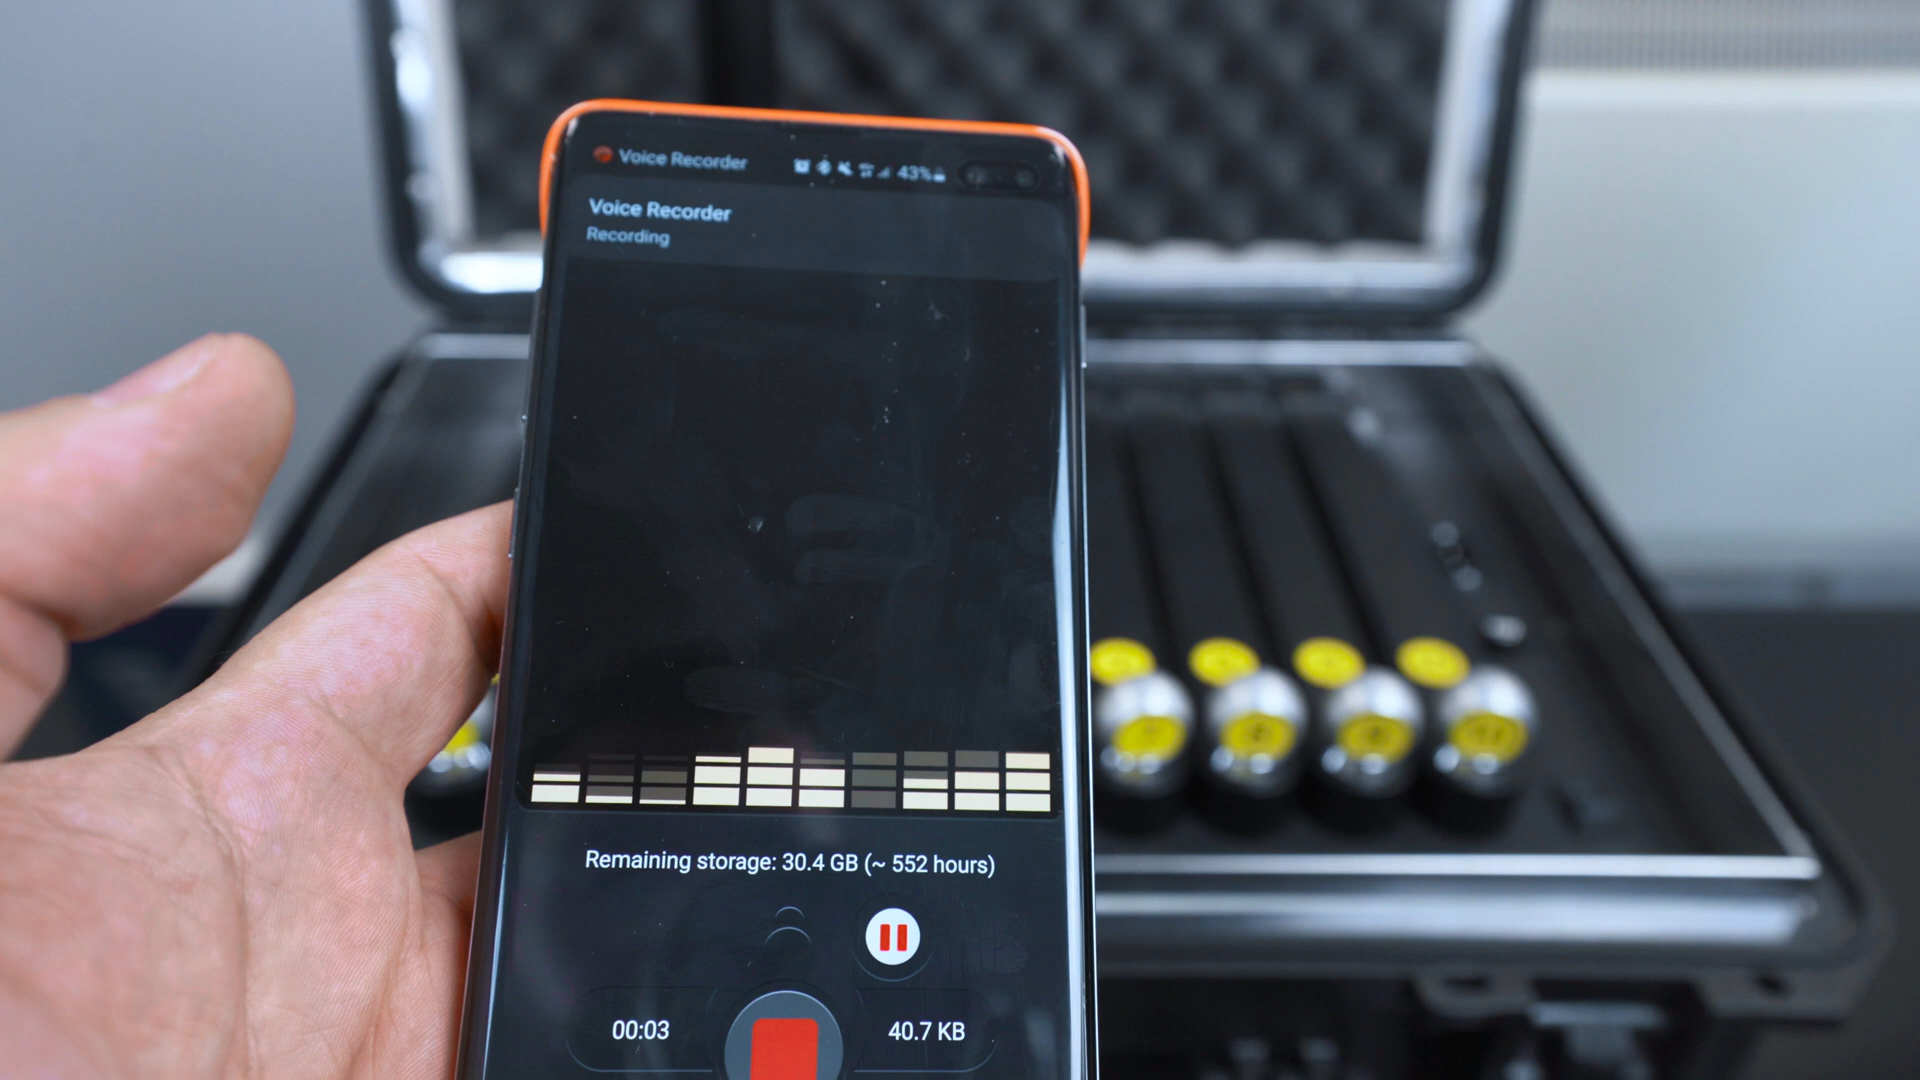 Voice Recorder 43%
Voice Recorder
Recording
Remaining storage: 30.4 GB (~ 552 hours)
00:03 40.7 KB